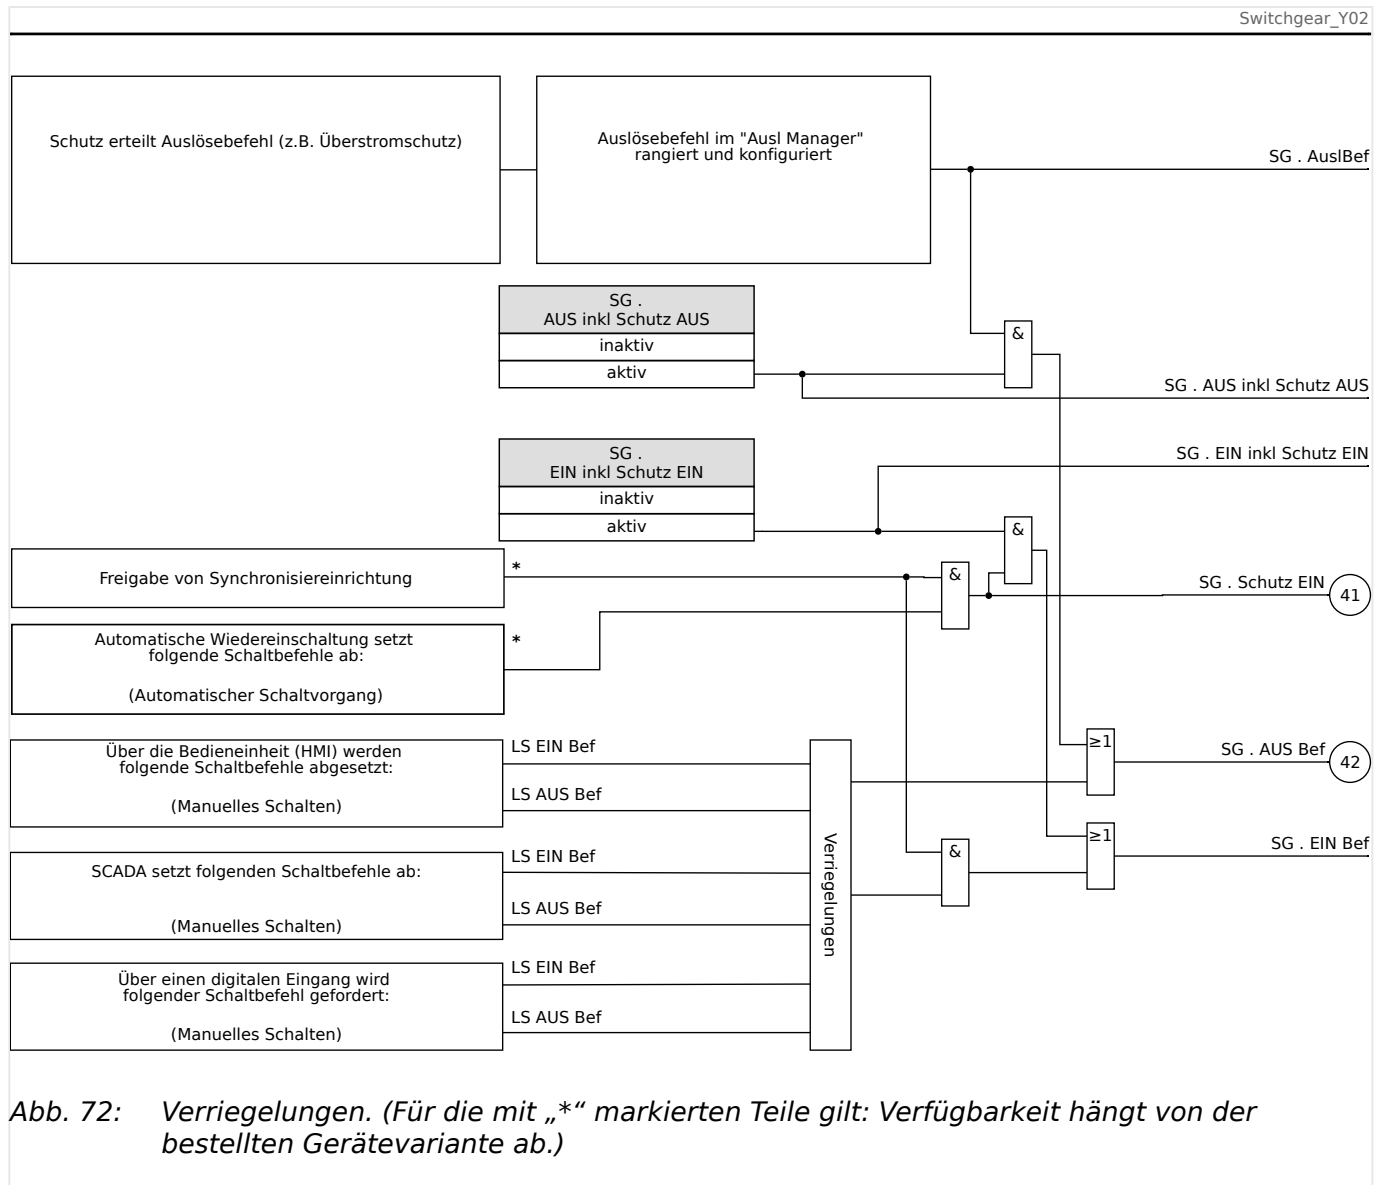 Switchgear_Y02
Schutz erteilt Auslösebefehl (z.B. Überstromschutz)
Auslösebefehl im "Ausl Manager"
rangiert und konfiguriert
SG . AuslBef
SG .
AUS inkl Schutz AUS
inaktiv
aktiv
&
SG . AUS inkl Schutz AUS
SG .
EIN inkl Schutz EIN
inaktiv
aktiv
SG . EIN inkl Schutz EIN
&
Freigabe von Synchronisiereinrichtung
*
&
SG . Schutz EIN
41
Automatische Wiedereinschaltung setzt
folgende Schaltbefehle ab:
(Automatischer Schaltvorgang)
*
Über die Bedieneinheit (HMI) werden
folgende Schaltbefehle abgesetzt:
(Manuelles Schalten)
LS EIN Bef
LS AUS Bef
≥1
SG . AUS Bef
42
SCADA setzt folgenden Schaltbefehle ab:
(Manuelles Schalten)
LS EIN Bef
LS AUS Bef
Verriegelungen
&
≥1
SG . EIN Bef
Über einen digitalen Eingang wird
folgender Schaltbefehl gefordert:
(Manuelles Schalten)
LS EIN Bef
LS AUS Bef
Abb. 72: Verriegelungen. (Für die mit „*“ markierten Teile gilt: Verfügbarkeit hängt von der
bestellten Gerätevariante ab.)